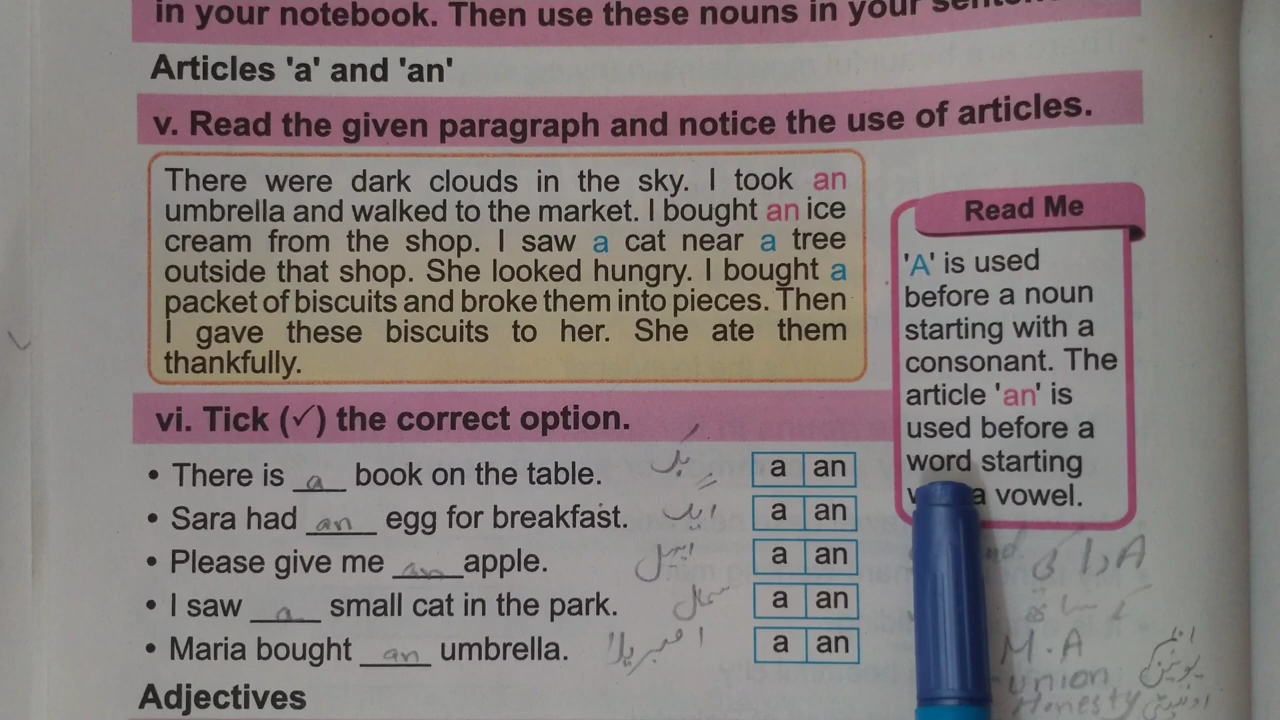 in your notebook. Then use these nouns in your
Articles 'a' and 'an'
v. Read the given paragraph and notice the use of articles.
There were dark clouds in the sky. I took an
umbrella and walked to the market. I bought an ice
cream from the shop. I saw a cat near a tree
outside that shop. She looked hungry. I bought a
packet of biscuits and broke them into pieces. Then
I gave these biscuits to her. She ate them
thankfully.
Read Me
'A' is used
before a noun
starting with a
consonant. The
article 'an' is
used before a
word starting
a vowel.
vi. Tick (✓) the correct option.
• There is a book on the table. بک a an
• Sara had an egg for breakfast. a an
• Please give me an apple. ایپل a an
• I saw a small cat in the park. سمال a an
• Maria bought an umbrella. امبریلا a an
A
M.A
union
Honesty
Adjectives